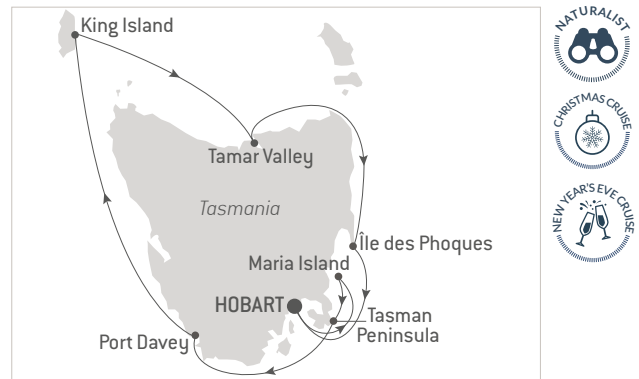 King Island
Tamar Valley
Tasmania
Île des Phoques
Maria Island
HOBART
Tasman
Peninsula
Port Davey
NATURALIST
CHRISTMAS CRUISE
NEW YEAR'S EVE CRUISE